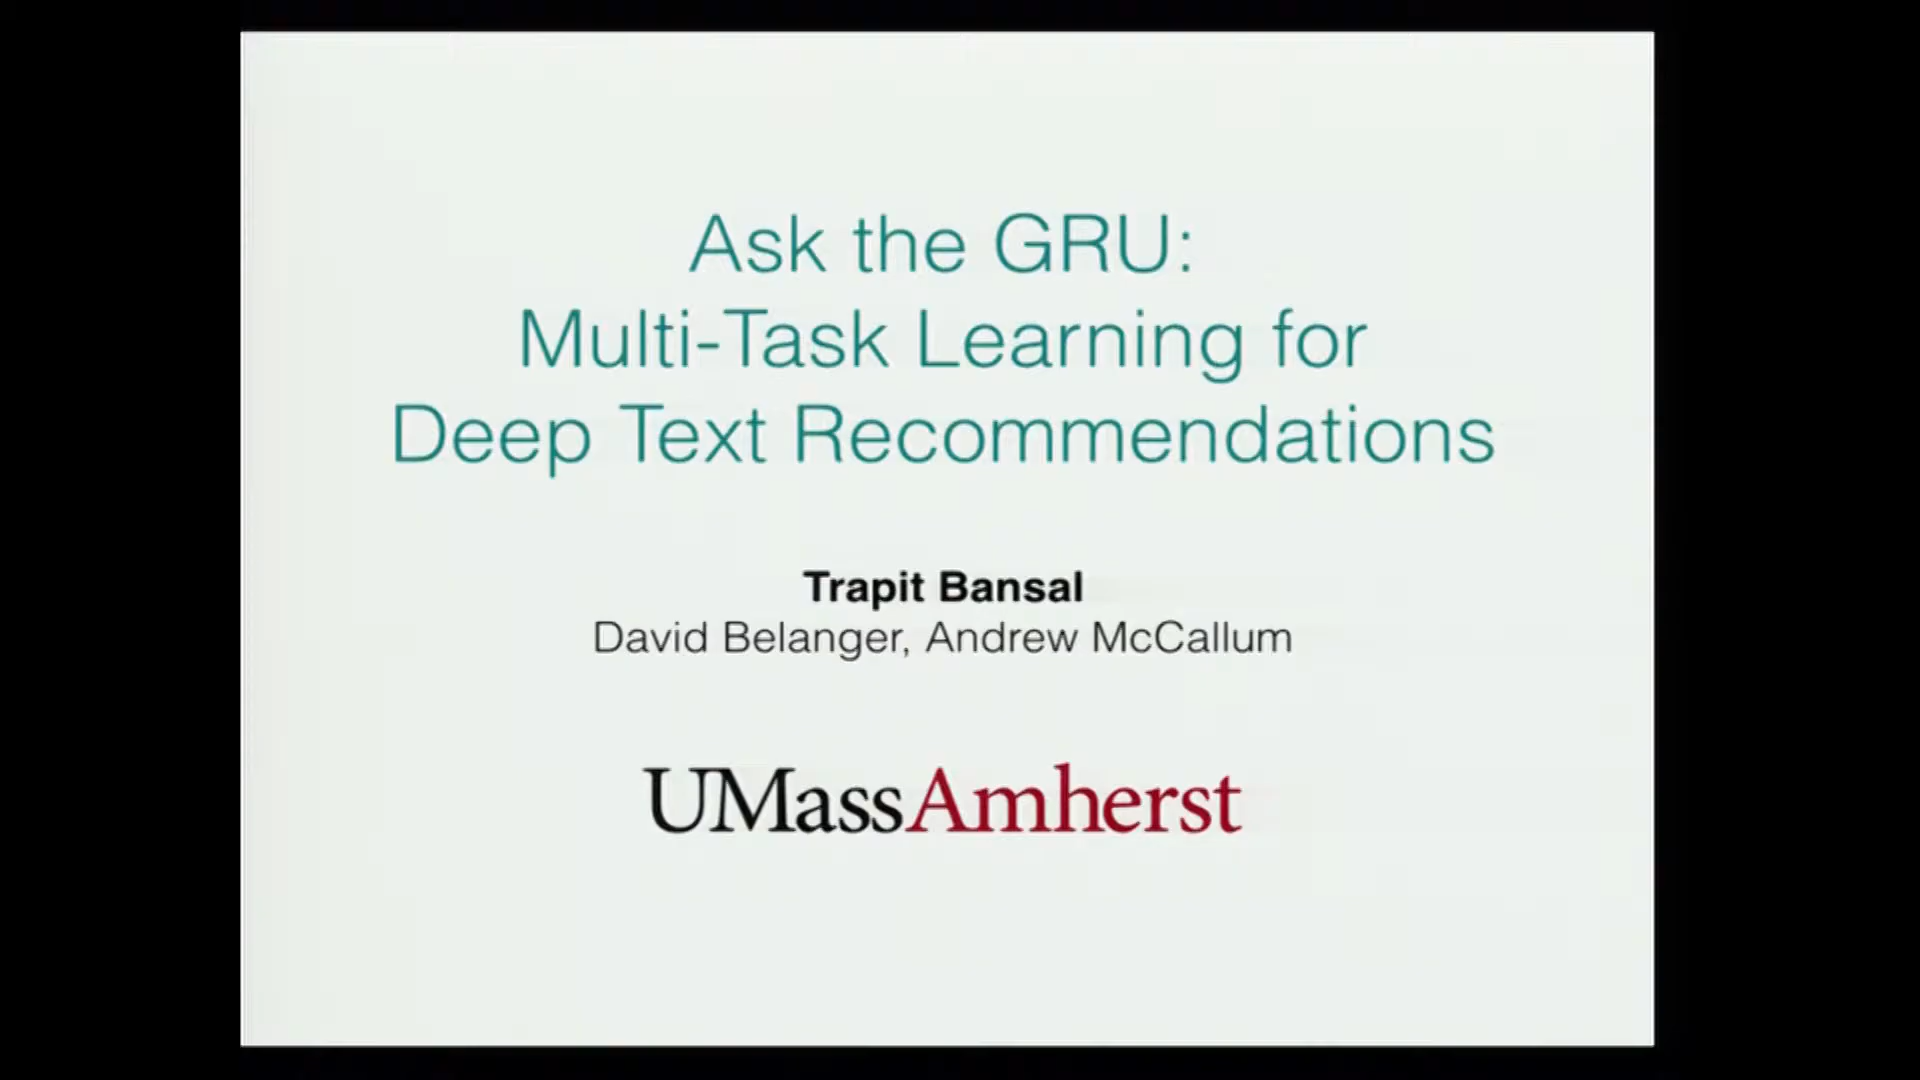 Ask the GRU:
Multi-Task Learning for
Deep Text Recommendations
Trapit Bansal
David Belanger, Andrew McCallum
UMassAmherst